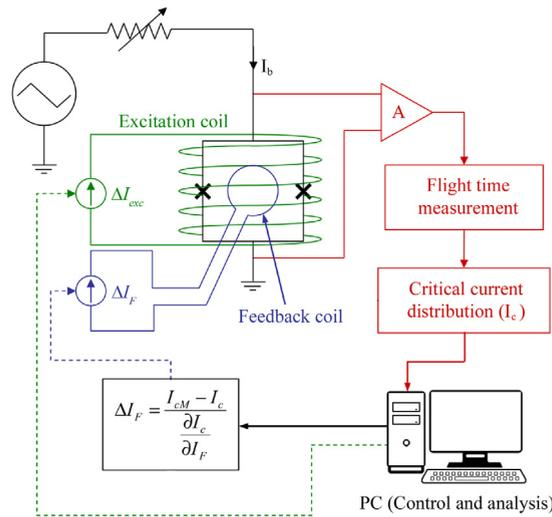 I_b
Excitation coil
A
Flight time
measurement
ΔI_exc
ΔI_F
Feedback coil
Critical current
distribution (I_c)
ΔI_F = (I_cM − I_c) / (∂I_c / ∂I_F)
PC (Control and analysis)